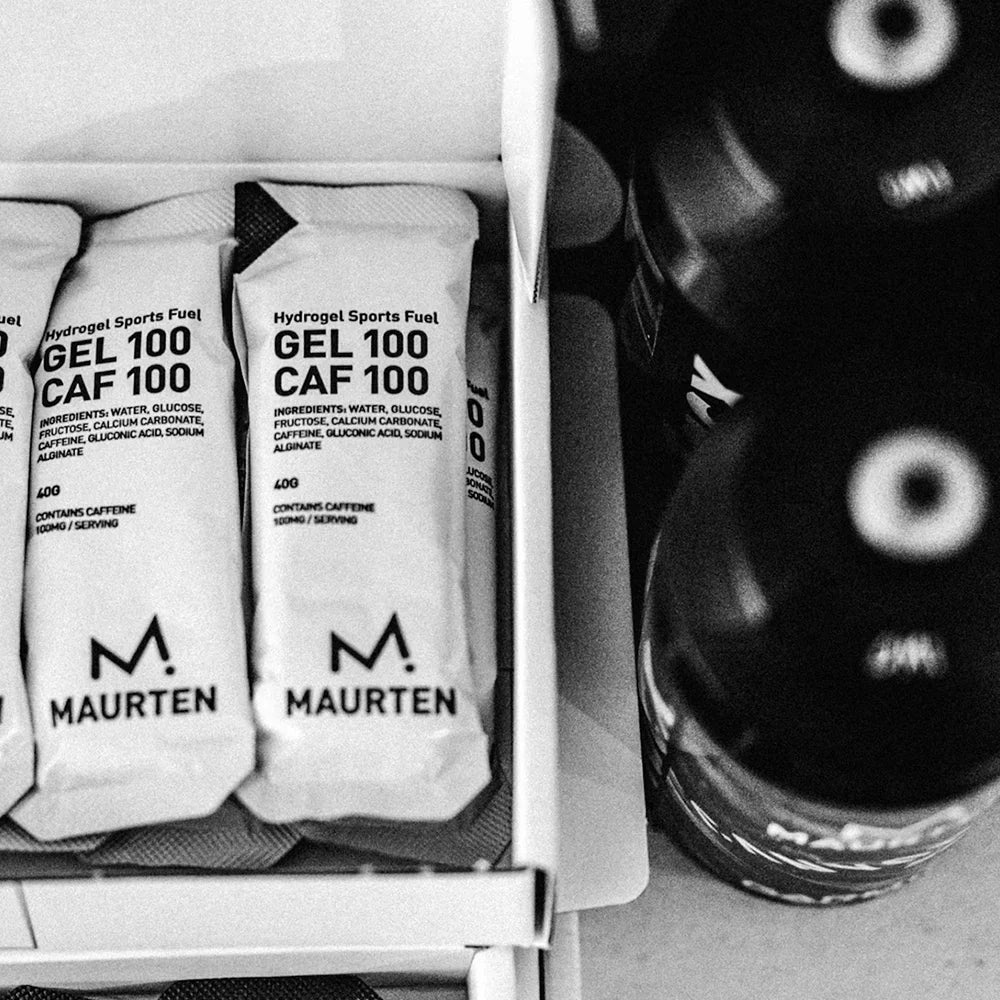 Hydrogel Sports Fuel
GEL 100
CAF 100
INGREDIENTS: WATER, GLUCOSE,
FRUCTOSE, CALCIUM CARBONATE,
CAFFEINE, GLUCONIC ACID, SODIUM
ALGINATE
40G
CONTAINS CAFFEINE
100MG / SERVING
MAURTEN
Hydrogel Sports Fuel
GEL 100
CAF 100
INGREDIENTS: WATER, GLUCOSE,
FRUCTOSE, CALCIUM CARBONATE,
CAFFEINE, GLUCONIC ACID, SODIUM
ALGINATE
40G
CONTAINS CAFFEINE
100MG / SERVING
MAURTEN